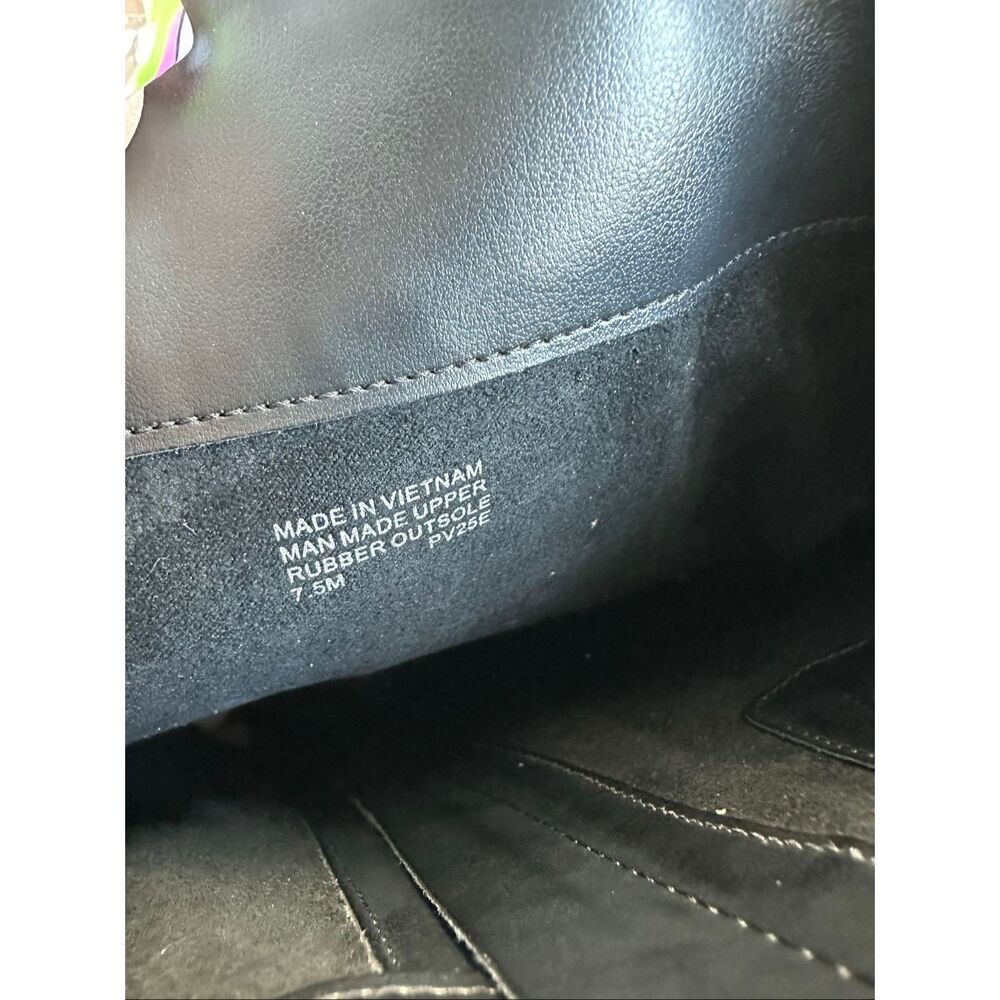 MADE IN VIETNAM
MAN MADE UPPER
RUBBER OUTSOLE
PV25E
7.5M